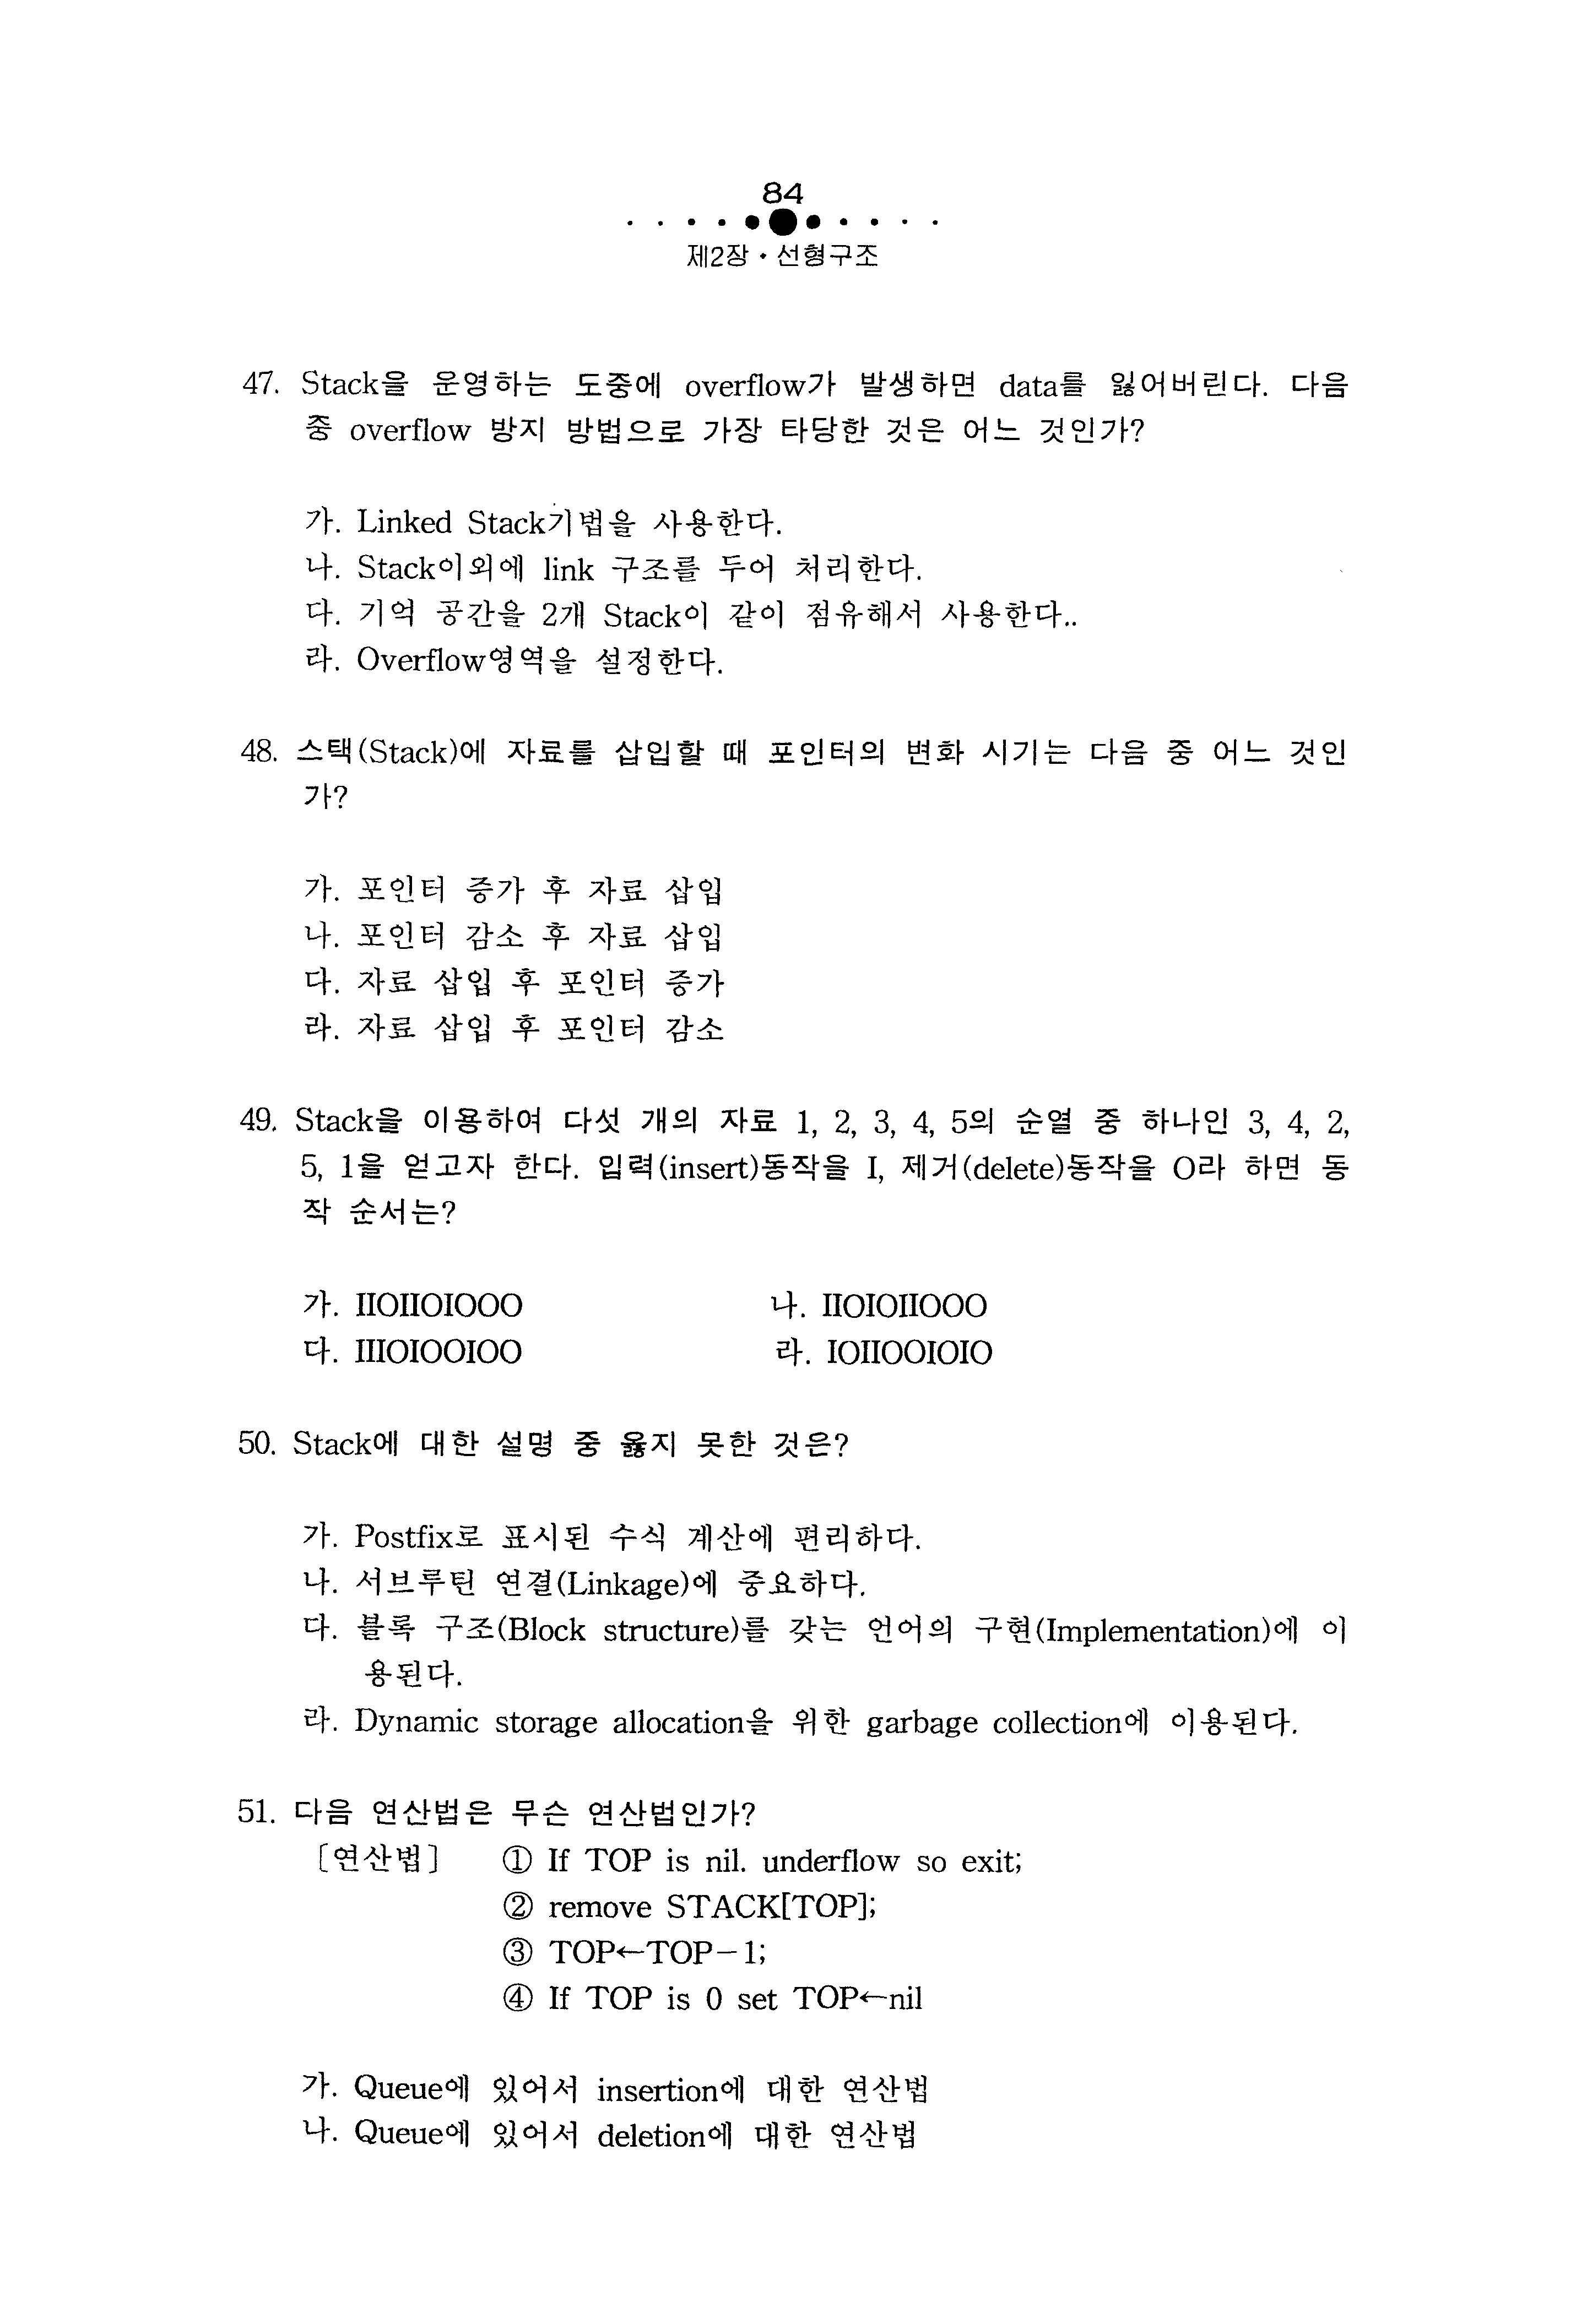 84
제2장 · 선형구조
47. Stack을 운영하는 도중에 overflow가 발생하면 data를 잃어버린다. 다음
중 overflow 방지 방법으로 가장 타당한 것은 어느 것인가?
가. Linked Stack기법을 사용한다.
나. Stack이외에 link 구조를 두어 처리한다.
다. 기억 공간을 2개 Stack이 같이 점유해서 사용한다..
라. Overflow영역을 설정한다.
48. 스택(Stack)에 자료를 삽입할 때 포인터의 변화 시기는 다음 중 어느 것인
가?
가. 포인터 증가 후 자료 삽입
나. 포인터 감소 후 자료 삽입
다. 자료 삽입 후 포인터 증가
라. 자료 삽입 후 포인터 감소
49. Stack을 이용하여 다섯 개의 자료 1, 2, 3, 4, 5의 순열 중 하나인 3, 4, 2,
5, 1을 얻고자 한다. 입력(insert)동작을 I, 제거(delete)동작을 O라 하면 동
작 순서는?
가. IIOIIOIOOO 나. IIOIOIIOOO
다. IIIOIOOIOO 라. IOIIOOIOIO
50. Stack에 대한 설명 중 옳지 못한 것은?
가. Postfix로 표시된 수식 계산에 편리하다.
나. 서브루틴 연결(Linkage)에 중요하다.
다. 블록 구조(Block structure)를 갖는 언어의 구현(Implementation)에 이
용된다.
라. Dynamic storage allocation을 위한 garbage collection에 이용된다.
51. 다음 연산법은 무슨 연산법인가?
[연산법] ① If TOP is nil. underflow so exit;
② remove STACK[TOP];
③ TOP←TOP−1;
④ If TOP is 0 set TOP←nil
가. Queue에 있어서 insertion에 대한 연산법
나. Queue에 있어서 deletion에 대한 연산법